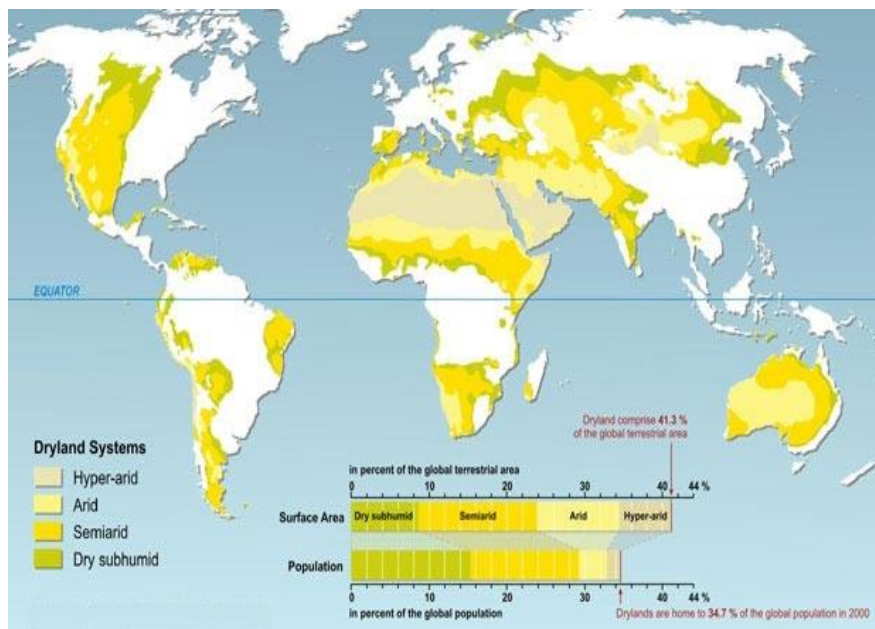 EQUATOR
Dryland Systems
Hyper-arid
Arid
Semiarid
Dry subhumid
Dryland comprise 41.3 %
of the global terrestrial area
in percent of the global terrestrial area
0 10 20 30 40 44 %
Surface Area Dry subhumid Semiarid Arid Hyper-arid
Population
0 10 20 30 40 44 %
in percent of the global population
Drylands are home to 34.7 % of the global population in 2000